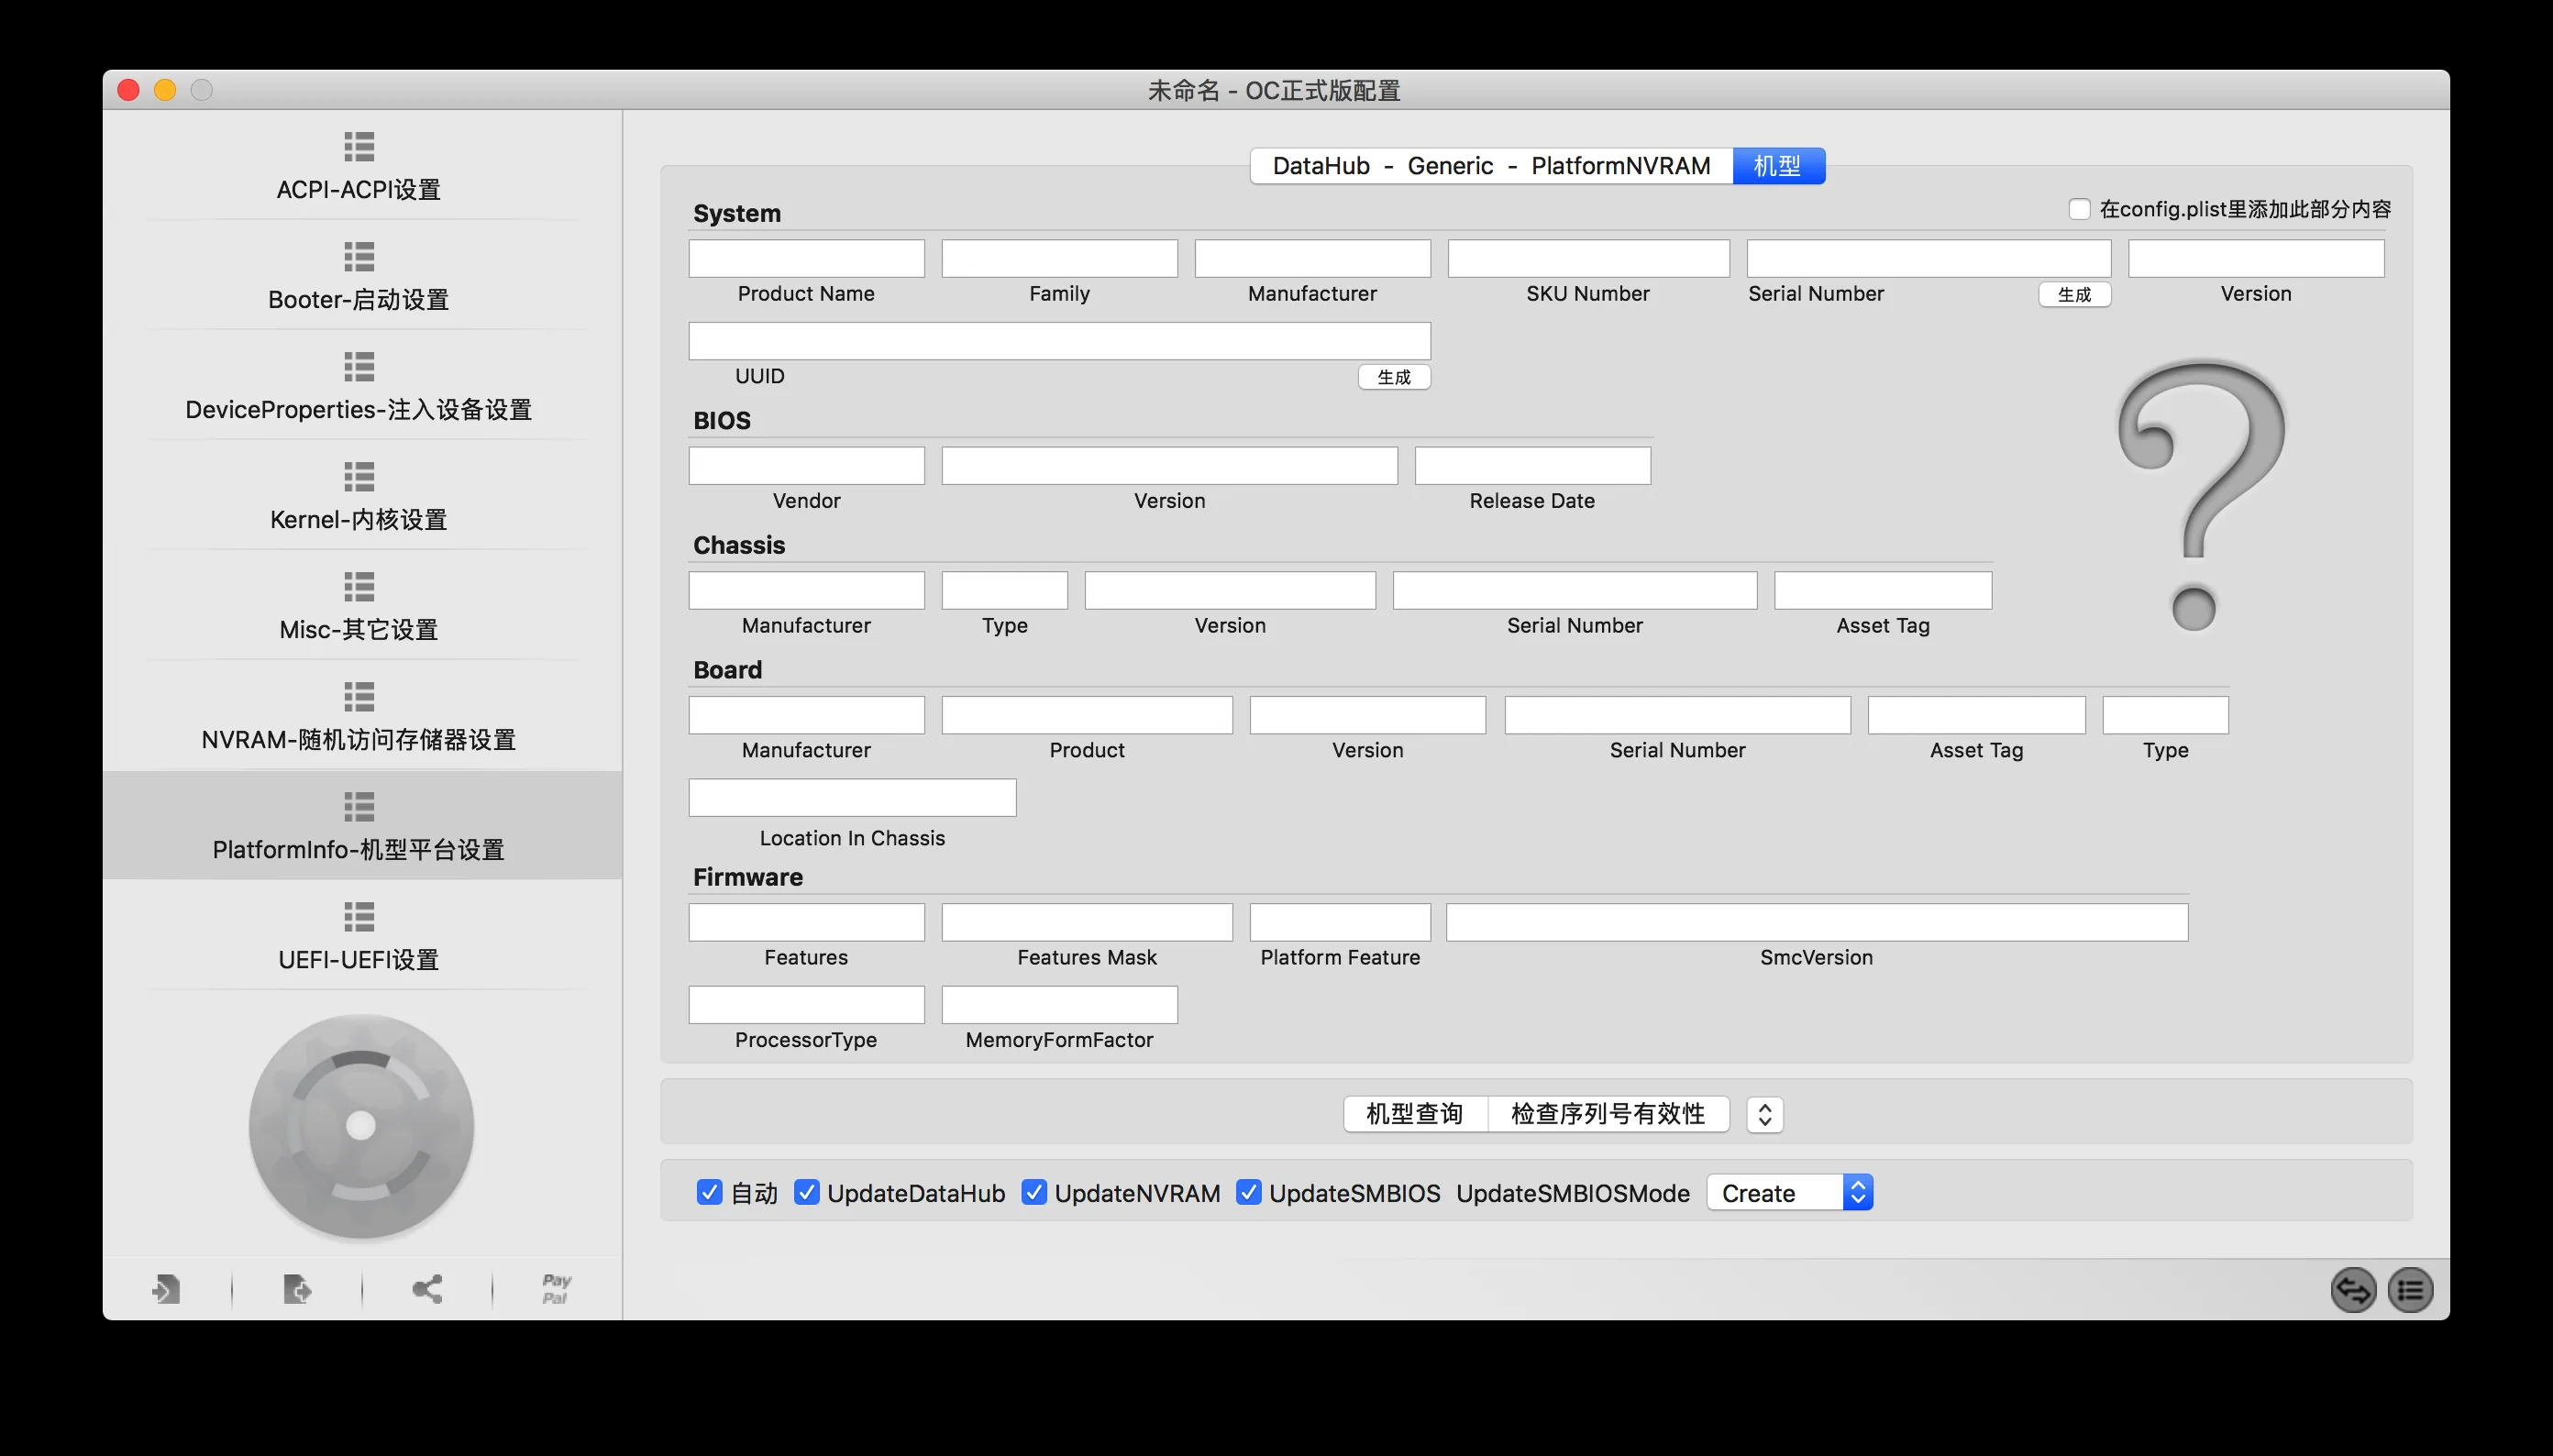 未命名 - OC正式版配置
ACPI-ACPI设置
Booter-启动设置
DeviceProperties-注入设备设置
Kernel-内核设置
Misc-其它设置
NVRAM-随机访问存储器设置
PlatformInfo-机型平台设置
UEFI-UEFI设置
Pay
Pal
DataHub - Generic - PlatformNVRAM 机型
System 在config.plist里添加此部分内容
Product Name Family Manufacturer SKU Number Serial Number 生成 Version
UUID 生成
BIOS
Vendor Version Release Date
Chassis
Manufacturer Type Version Serial Number Asset Tag
Board
Manufacturer Product Version Serial Number Asset Tag Type
Location In Chassis
Firmware
Features Features Mask Platform Feature SmcVersion
ProcessorType MemoryFormFactor
机型查询 检查序列号有效性
自动 UpdateDataHub UpdateNVRAM UpdateSMBIOS UpdateSMBIOSMode Create